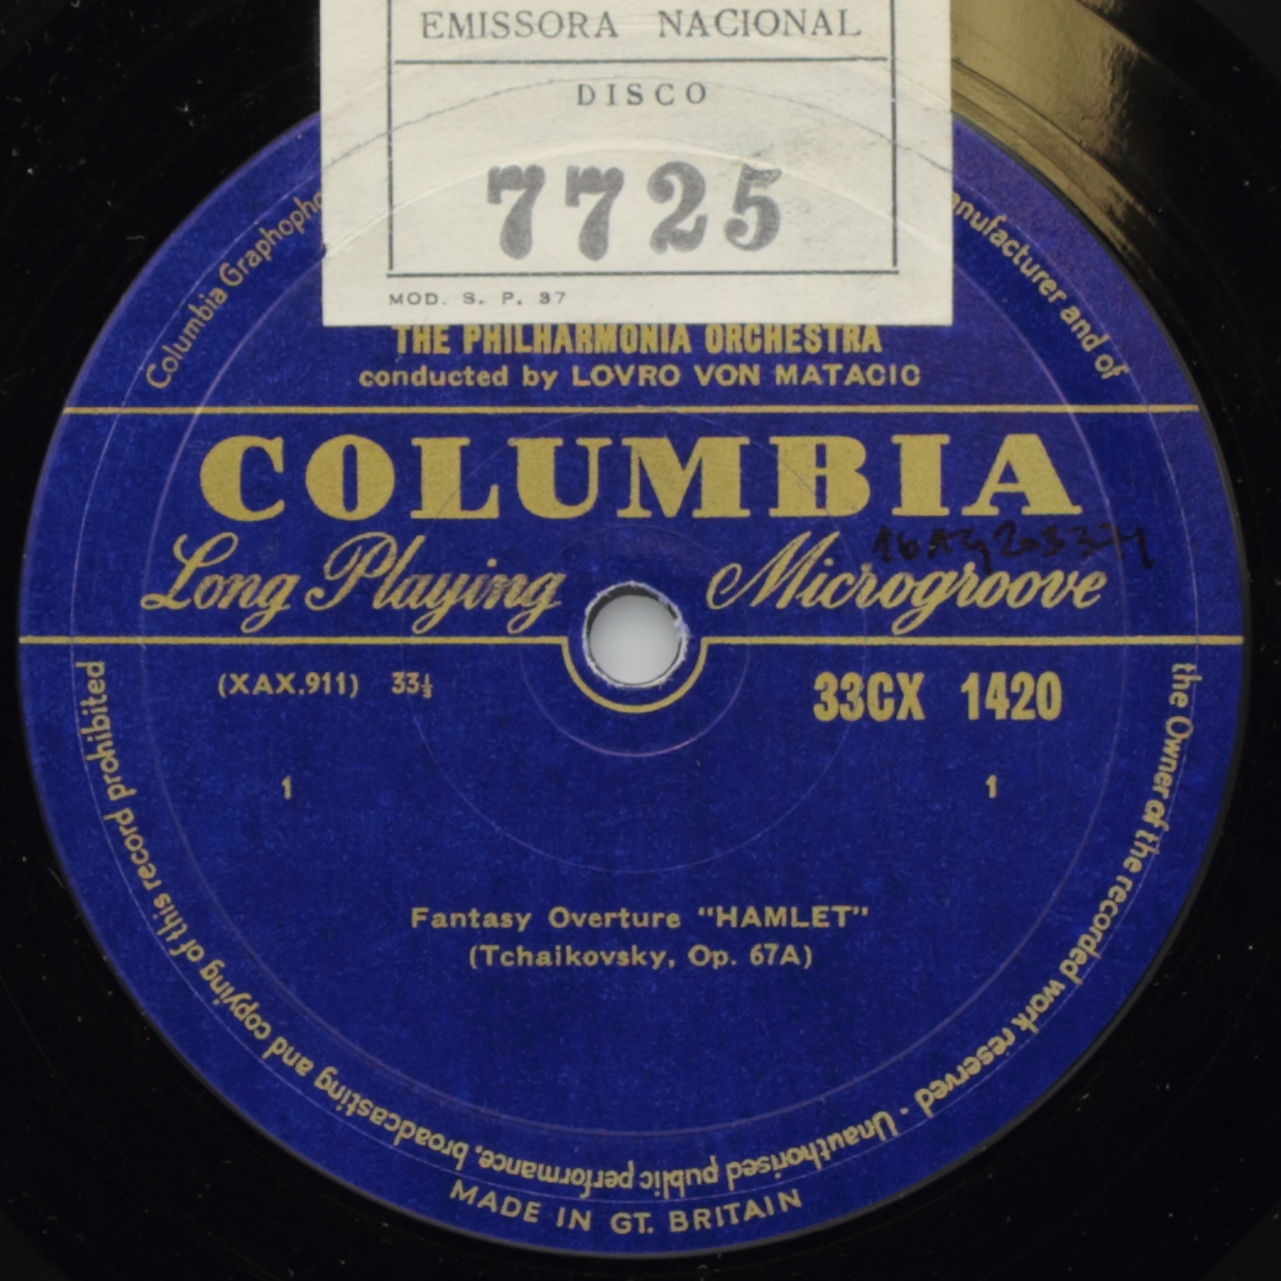 EMISSORA NACIONAL
DISCO
7725
MOD. S. P. 37
THE PHILHARMONIA ORCHESTRA
conducted by LOVRO VON MATACIC
COLUMBIA
Long Playing Microgroove
(XAX.911) 33⅓
33CX 1420
1 1
Fantasy Overture "HAMLET"
(Tchaikovsky, Op. 67A)
Columbia
anufacturer and of
the Owner of the recorded work reserved · Unauthorised public performance, broadcasting and copying of this record prohibited
MADE IN GT. BRITAIN